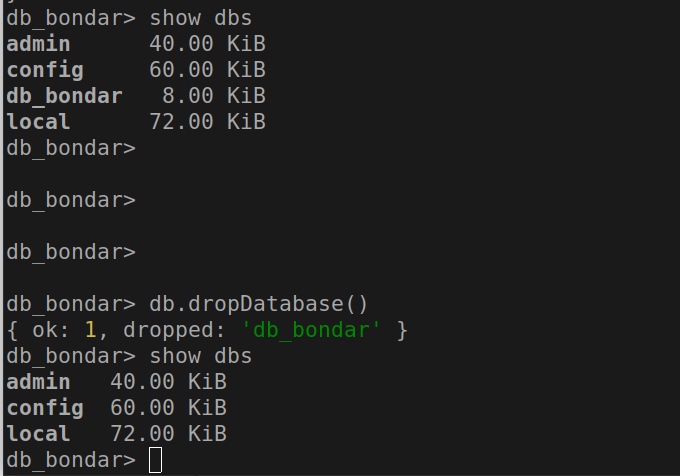 db_bondar> show dbs
admin      40.00 KiB
config     60.00 KiB
db_bondar   8.00 KiB
local      72.00 KiB
db_bondar>
db_bondar>
db_bondar>
db_bondar> db.dropDatabase()
{ ok: 1, dropped: 'db_bondar' }
db_bondar> show dbs
admin   40.00 KiB
config  60.00 KiB
local   72.00 KiB
db_bondar>